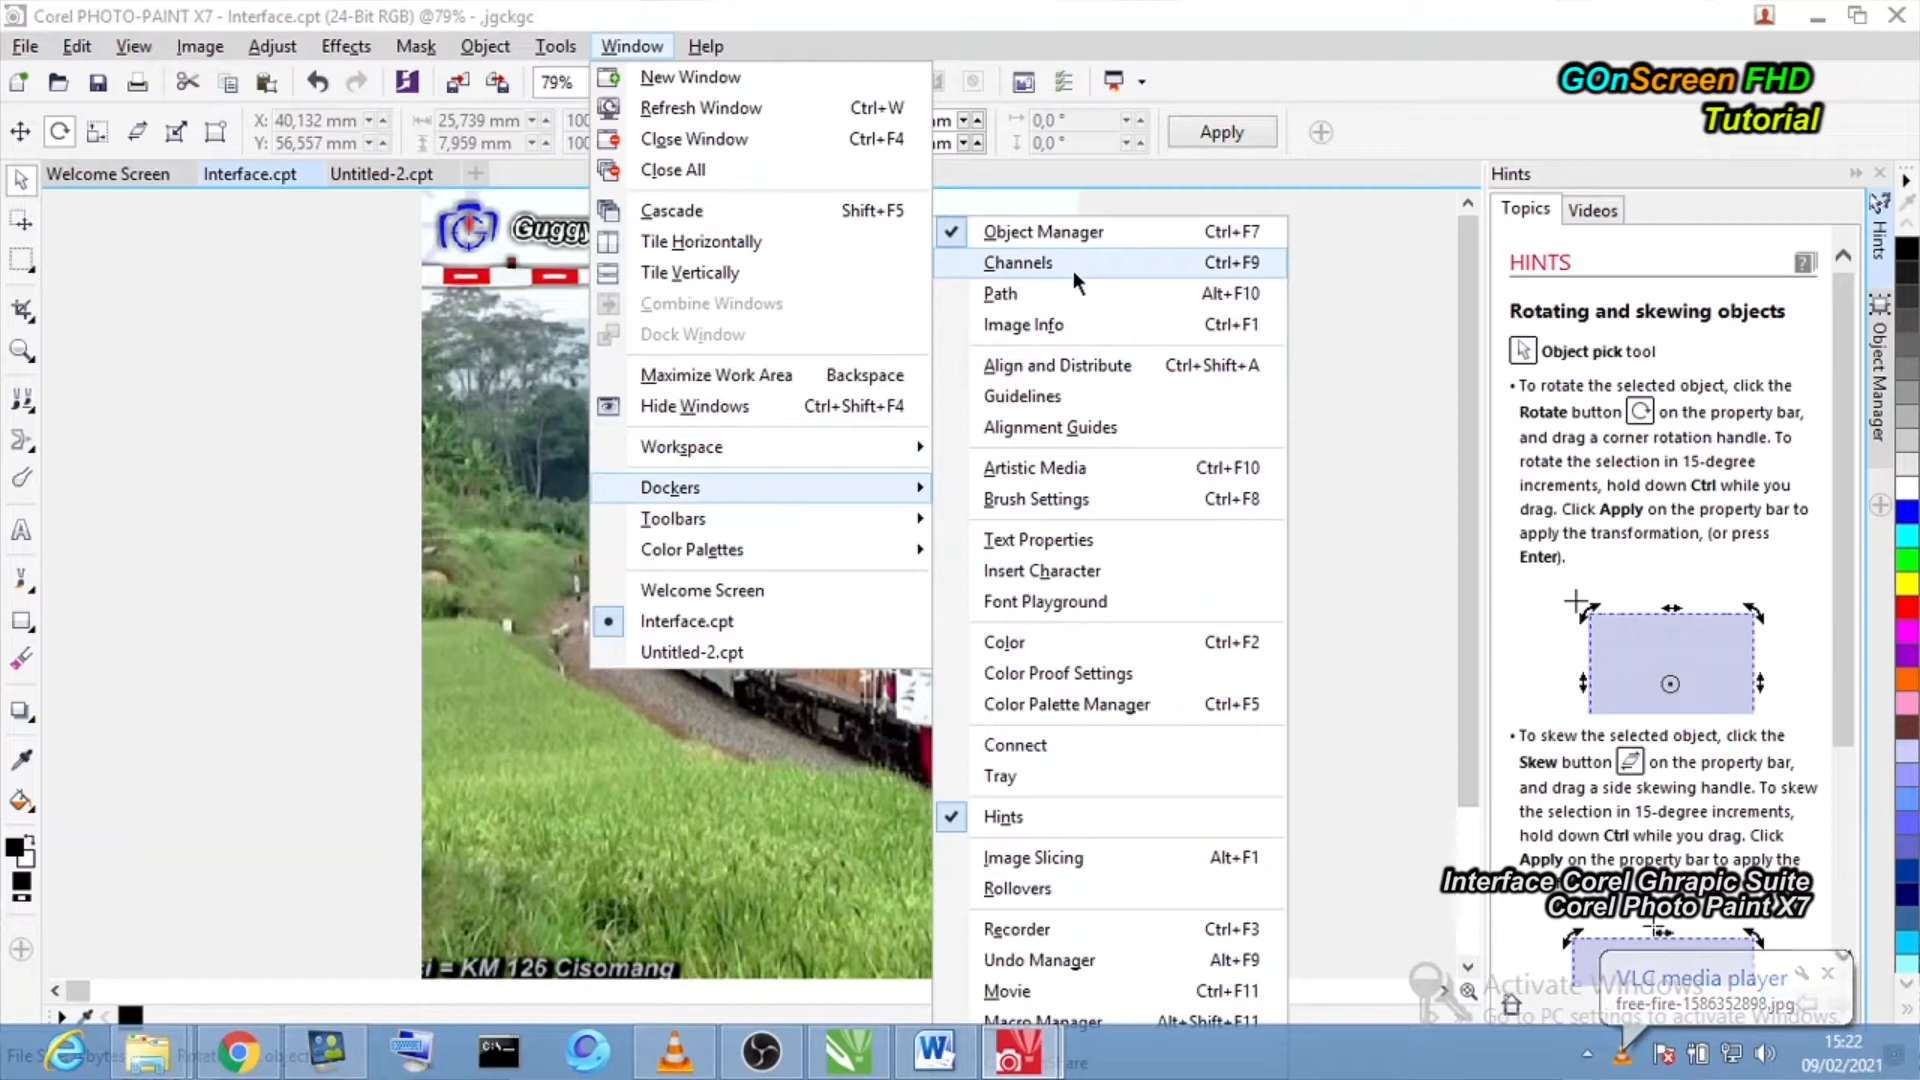 Corel PHOTO-PAINT X7 - Interface.cpt (24-Bit RGB) @79% - ,jgckgc
File Edit View Image Adjust Effects Mask Object Tools Window Help
79%
GOnScreen FHD
Tutorial
X: 40,132 mm 25,739 mm 100 mm 0,0 °
Y: 56,557 mm 7,959 mm 100 mm 0,0 °
Apply
Welcome Screen Interface.cpt Untitled-2.cpt
Guggy
New Window
Refresh Window Ctrl+W
Close Window Ctrl+F4
Close All
Cascade Shift+F5
Tile Horizontally
Tile Vertically
Combine Windows
Dock Window
Maximize Work Area Backspace
Hide Windows Ctrl+Shift+F4
Workspace
Dockers
Toolbars
Color Palettes
Welcome Screen
Interface.cpt
Untitled-2.cpt
Object Manager Ctrl+F7
Channels Ctrl+F9
Path Alt+F10
Image Info Ctrl+F1
Align and Distribute Ctrl+Shift+A
Guidelines
Alignment Guides
Artistic Media Ctrl+F10
Brush Settings Ctrl+F8
Text Properties
Insert Character
Font Playground
Color Ctrl+F2
Color Proof Settings
Color Palette Manager Ctrl+F5
Connect
Tray
Hints
Image Slicing Alt+F1
Rollovers
Recorder Ctrl+F3
Undo Manager Alt+F9
Movie Ctrl+F11
Macro Manager Alt+Shift+F11
Hints
Topics Videos
HINTS
Rotating and skewing objects
Object pick tool
• To rotate the selected object, click the
Rotate button on the property bar,
and drag a corner rotation handle. To
rotate the selection in 15-degree
increments, hold down Ctrl while you
drag. Click Apply on the property bar to
apply the transformation, (or press
Enter).
• To skew the selected object, click the
Skew button on the property bar,
and drag a side skewing handle. To skew
the selection in 15-degree increments,
hold down Ctrl while you drag. Click
Apply on the property bar to apply the
Hints
Object Manager
Interface Corel Ghrapic Suite
Corel Photo Paint X7
si = KM 126 Cisomang
VLC media player
free-fire-1586352898.jpg
Activate Windows
Go to PC settings to activate Windows.
15:22
09/02/2021